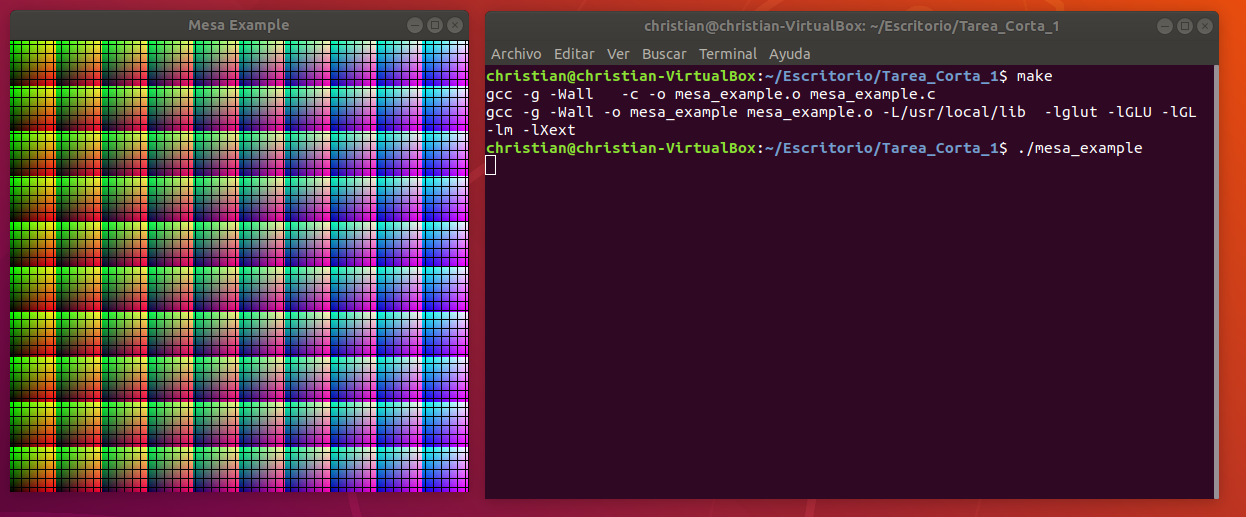 Mesa Example
christian@christian-VirtualBox: ~/Escritorio/Tarea_Corta_1
Archivo Editar Ver Buscar Terminal Ayuda
christian@christian-VirtualBox:~/Escritorio/Tarea_Corta_1$ make
gcc -g -Wall   -c -o mesa_example.o mesa_example.c
gcc -g -Wall -o mesa_example mesa_example.o -L/usr/local/lib  -lglut -lGLU -lGL
-lm -lXext
christian@christian-VirtualBox:~/Escritorio/Tarea_Corta_1$ ./mesa_example